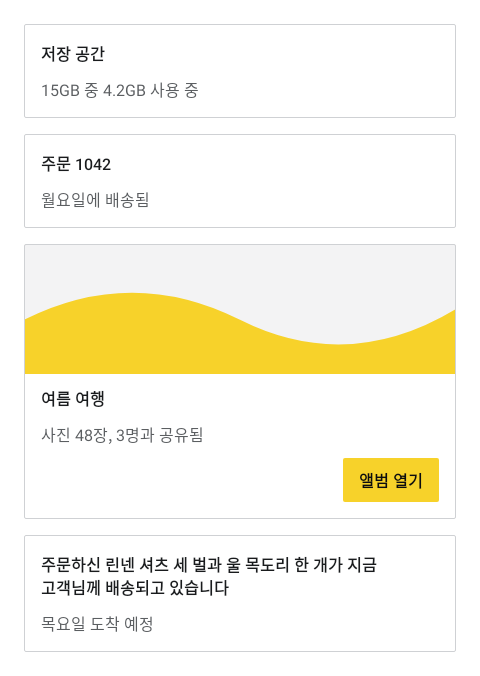 저장 공간
15GB 중 4.2GB 사용 중
주문 1042
월요일에 배송됨
여름 여행
사진 48장, 3명과 공유됨
앨범 열기
주문하신 린넨 셔츠 세 벌과 울 목도리 한 개가 지금
고객님께 배송되고 있습니다
목요일 도착 예정